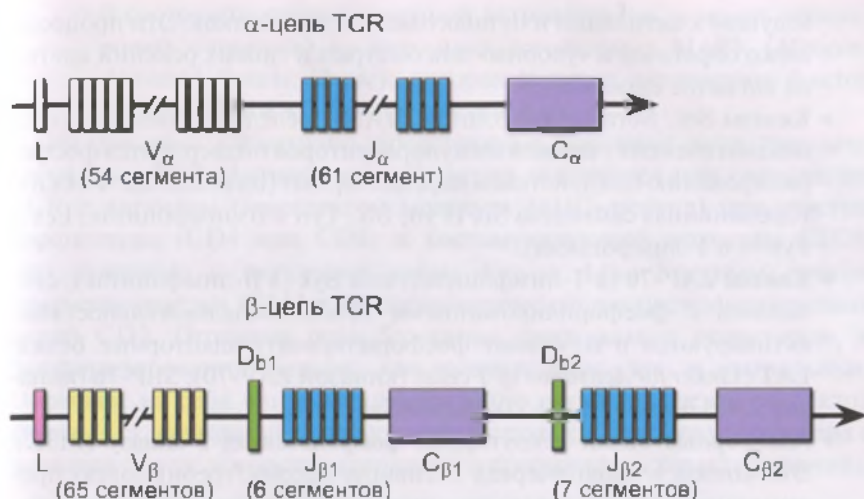 α-цепь TCR
L Vα Jα Cα
(54 сегмента) (61 сегмент)
β-цепь TCR
Db1 Db2
L Vβ Jβ1 Cβ1 Jβ2 Cβ2
(65 сегментов) (6 сегментов) (7 сегментов)